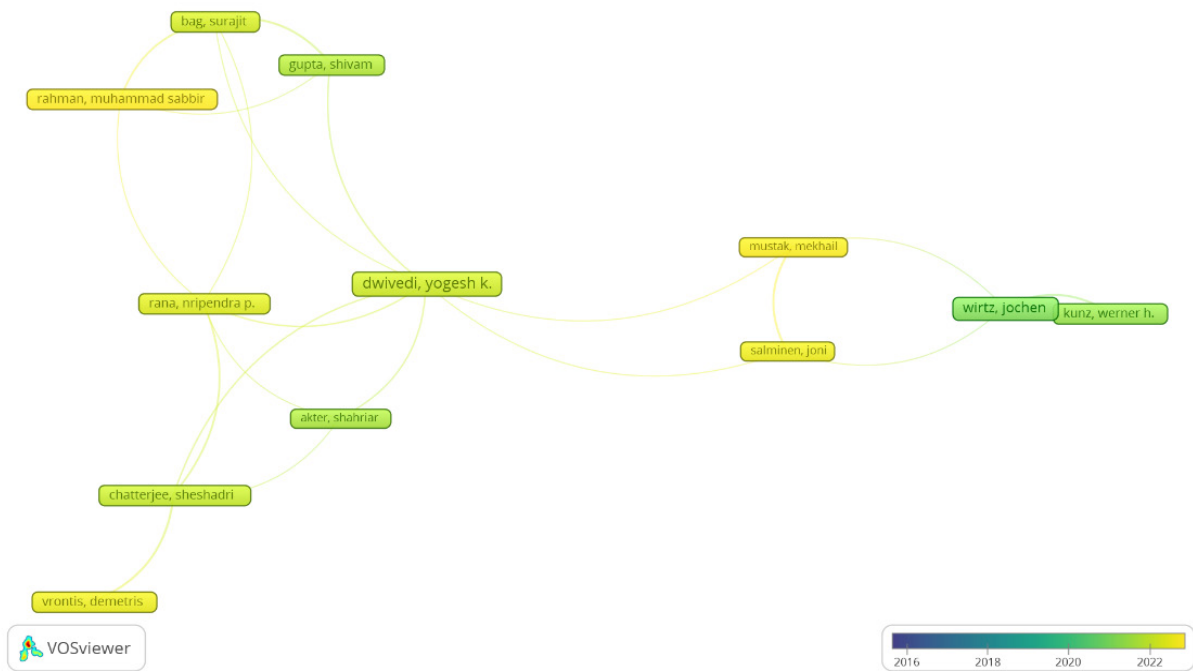 bag, surajit
gupta, shivam
rahman, muhammad sabbir
mustak, mekhail
dwivedi, yogesh k.
rana, nripendra p.
wirtz, jochen
kunz, werner h.
salminen, joni
akter, shahriar
chatterjee, sheshadri
vrontis, demetris
VOSviewer
2016 2018 2020 2022